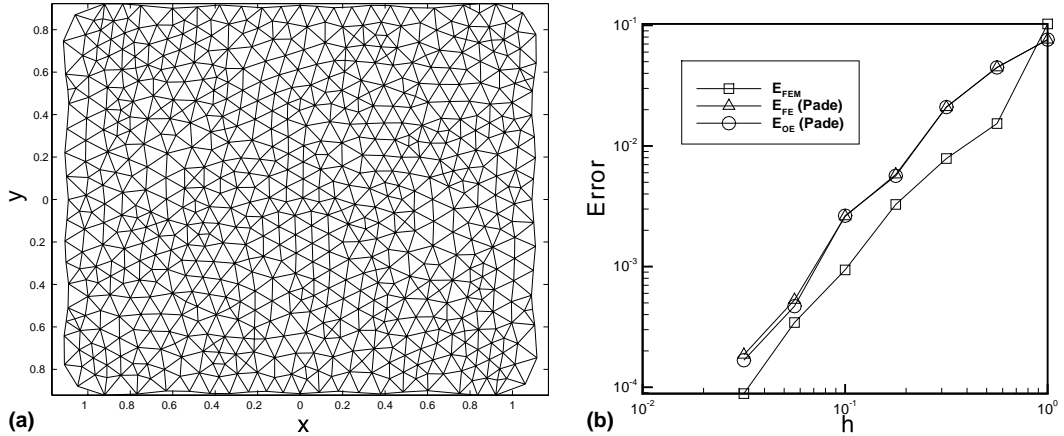 0.8
0.6
0.4
0.2
0
0.2
0.4
0.6
0.8
y
1 0.8 0.6 0.4 0.2 0 0.2 0.4 0.6 0.8 1
x
(a)
10^-1
10^-2
10^-3
10^-4
Error
E_FEM
E_FE (Pade)
E_OE (Pade)
10^-2 10^-1 10^0
h
(b)